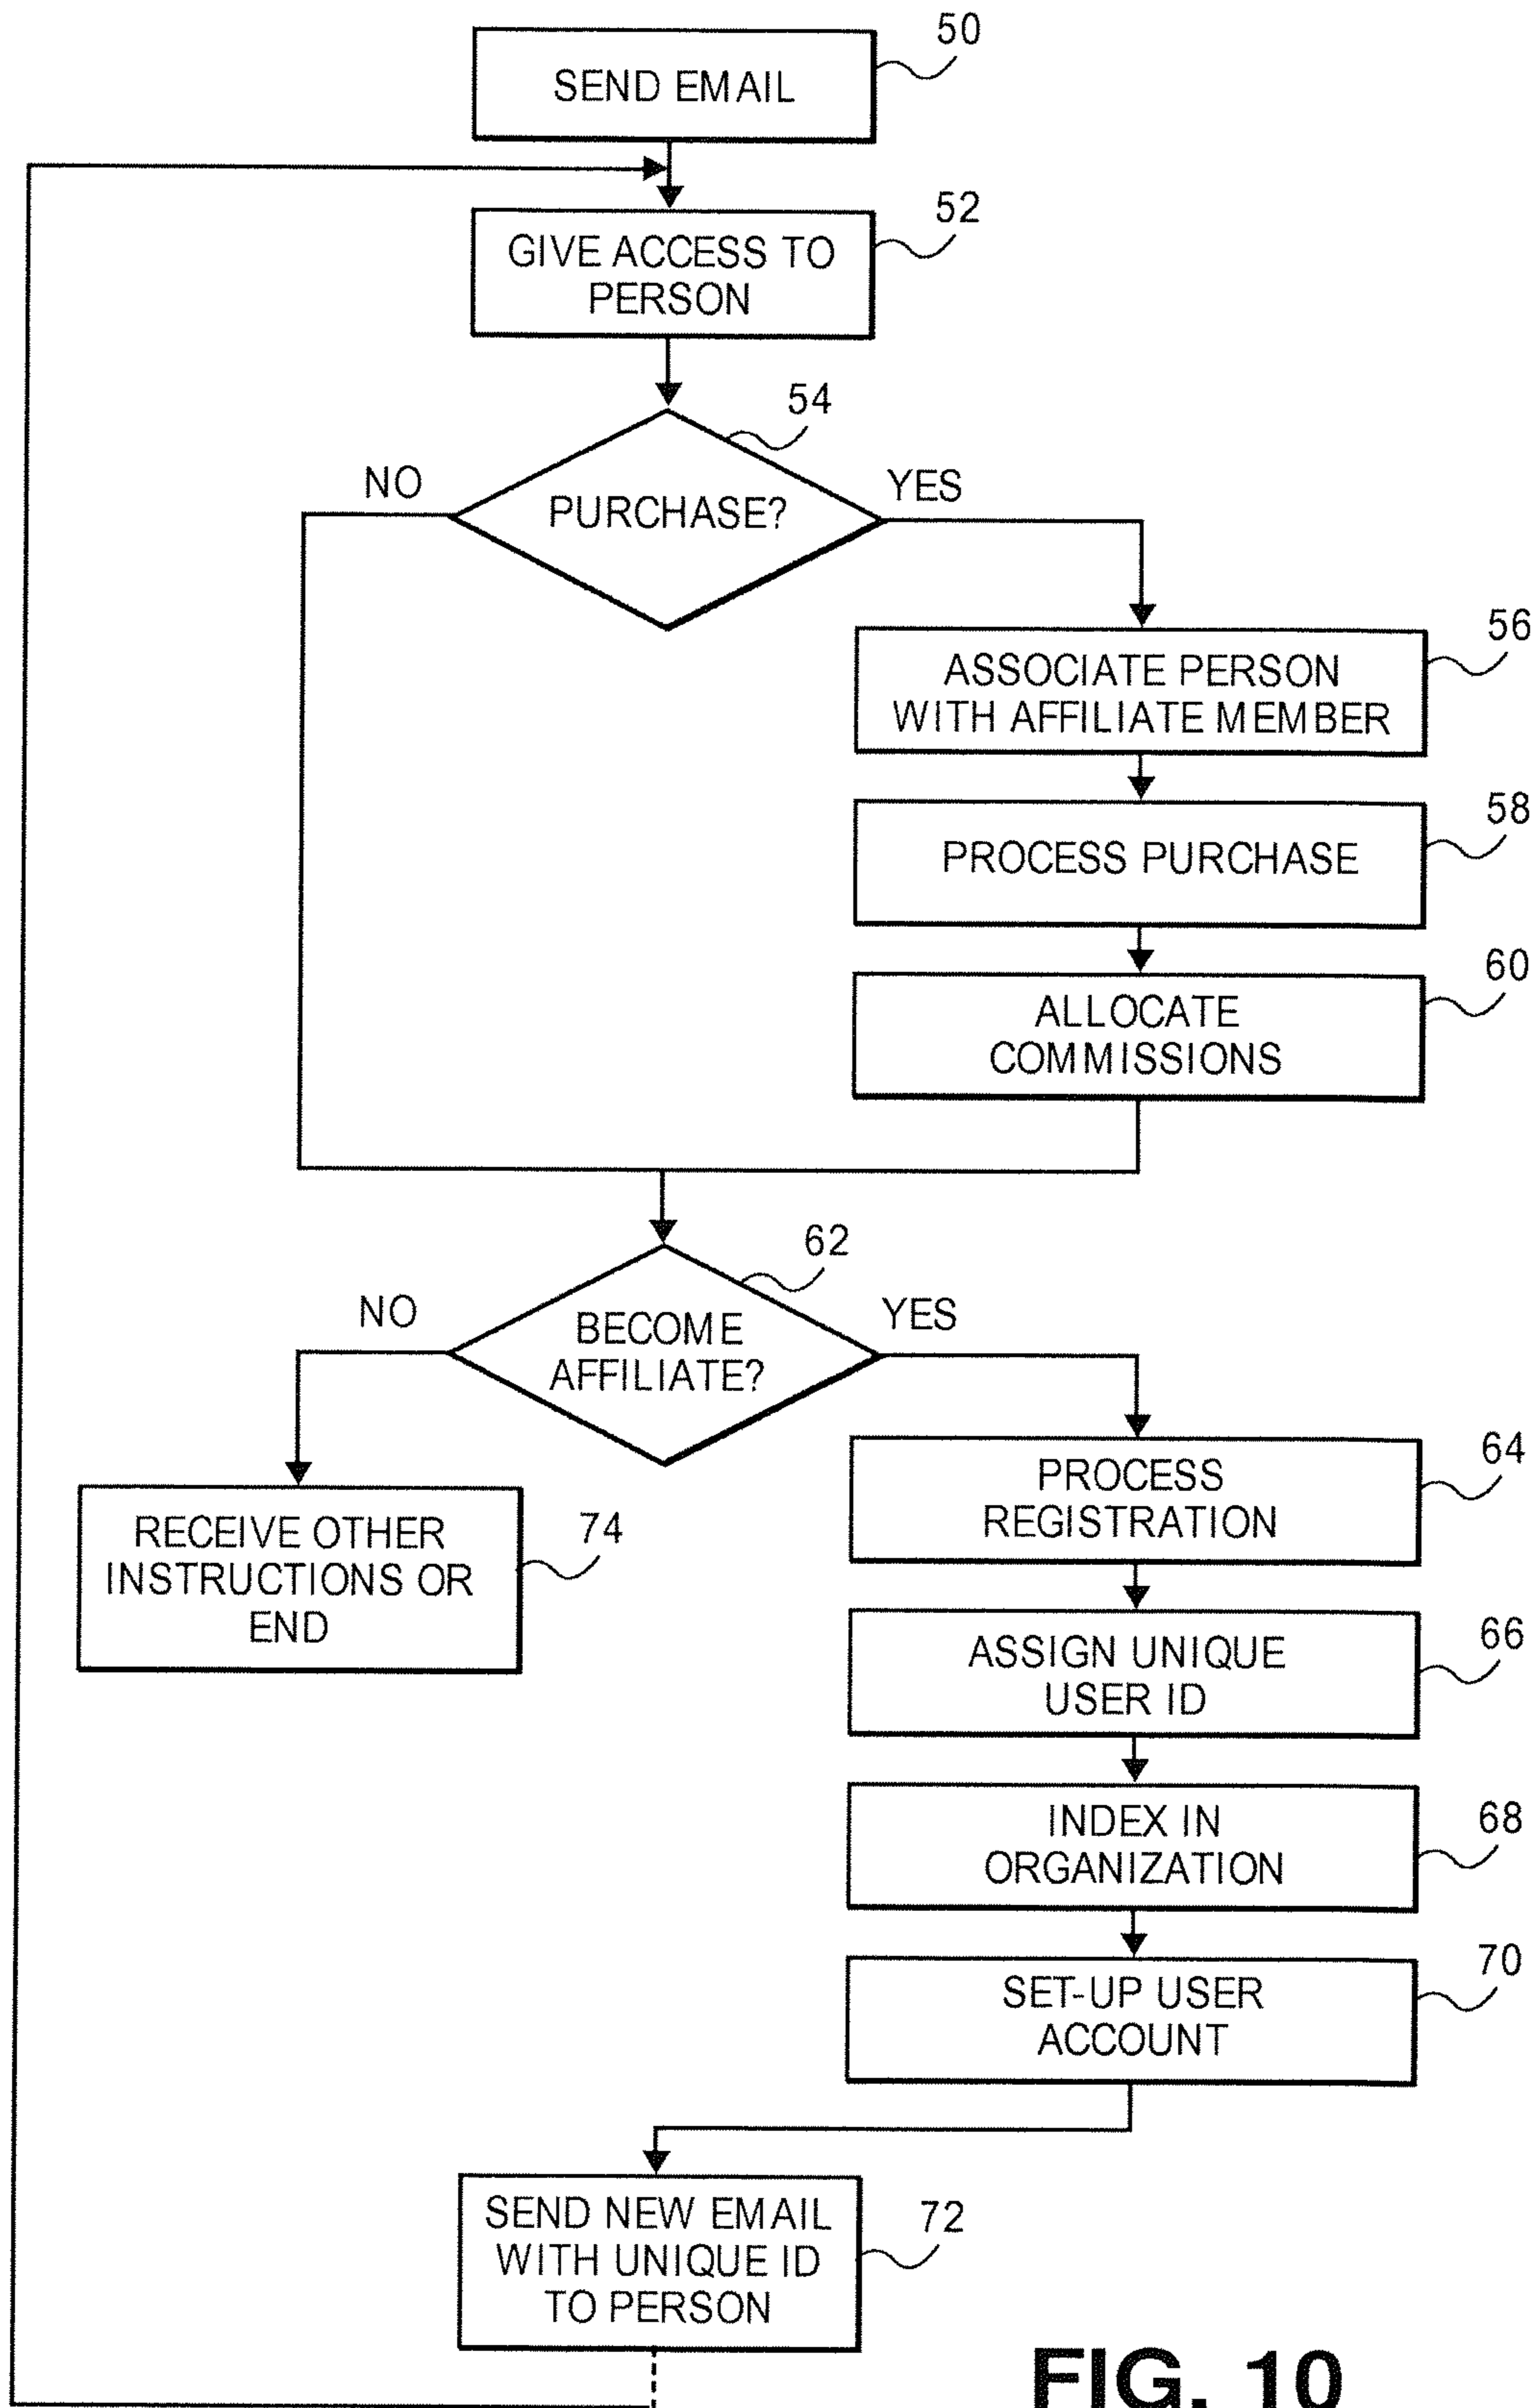 50
SEND EMAIL
52
GIVE ACCESS TO
PERSON
54
NO
YES
PURCHASE?
56
ASSOCIATE PERSON
WITH AFFILIATE MEMBER
58
PROCESS PURCHASE
60
ALLOCATE
COMMISSIONS
62
NO
YES
BECOME
AFFILIATE?
64
PROCESS
REGISTRATION
74
RECEIVE OTHER
INSTRUCTIONS OR
END
66
ASSIGN UNIQUE
USER ID
68
INDEX IN
ORGANIZATION
70
SET-UP USER
ACCOUNT
72
SEND NEW EMAIL
WITH UNIQUE ID
TO PERSON
FIG. 10